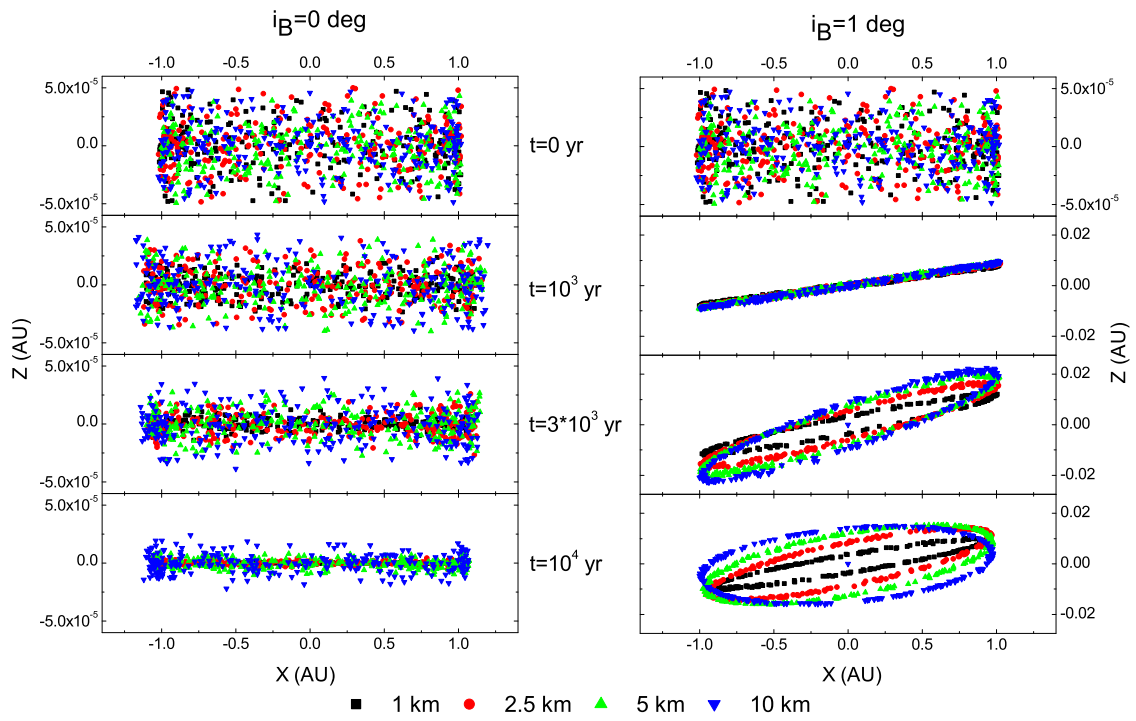 i_B=0 deg
i_B=1 deg
-1.0 -0.5 0.0 0.5 1.0
-1.0 -0.5 0.0 0.5 1.0
5.0x10^-5
0.0
-5.0x10^-5
t=0 yr
5.0x10^-5
0.0
-5.0x10^-5
5.0x10^-5
0.0
-5.0x10^-5
t=10^3 yr
0.02
0.00
-0.02
5.0x10^-5
0.0
-5.0x10^-5
t=3*10^3 yr
0.02
0.00
-0.02
5.0x10^-5
0.0
-5.0x10^-5
t=10^4 yr
0.02
0.00
-0.02
Z (AU)
Z (AU)
-1.0 -0.5 0.0 0.5 1.0
-1.0 -0.5 0.0 0.5 1.0
X (AU)
X (AU)
1 km 2.5 km 5 km 10 km